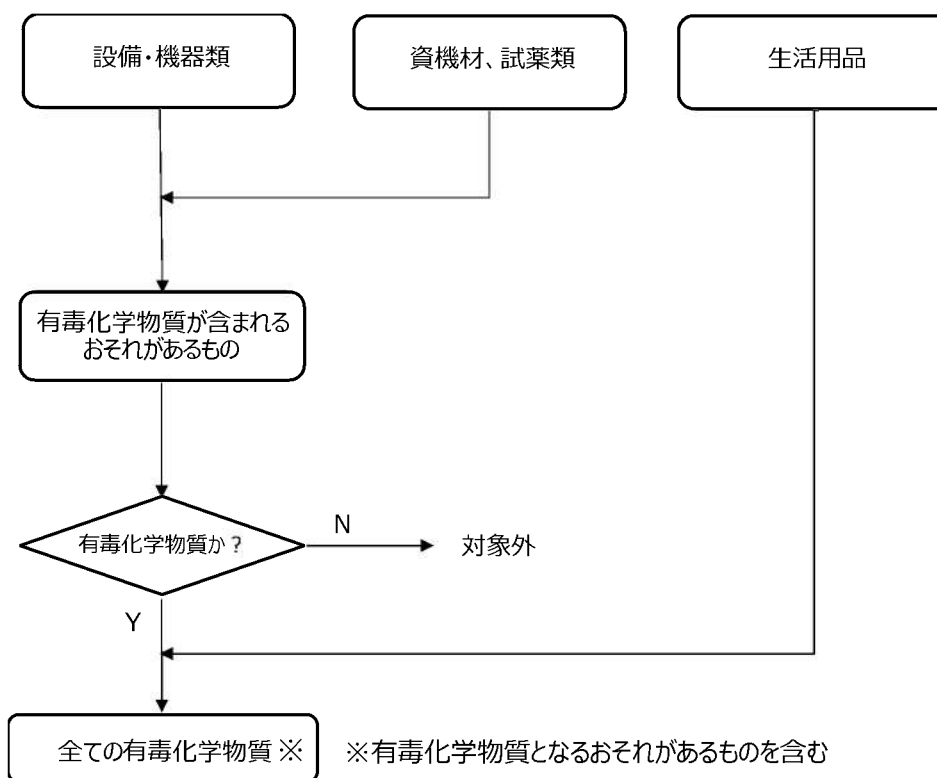 設備・機器類
資機材、試薬類
生活用品
有毒化学物質が含まれる
おそれがあるもの
有毒化学物質か？
N
対象外
Y
全ての有毒化学物質※
※有毒化学物質となるおそれがあるものを含む